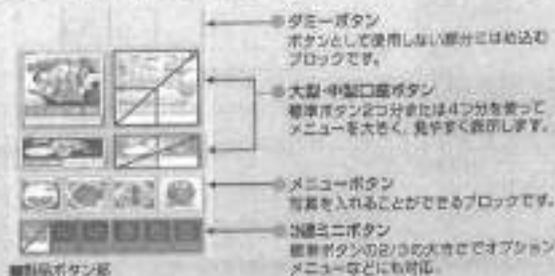 ダミーボタン
ボタンとして使用しない部分にはめ込む
ブロックです。
大型・中型口座ボタン
標準ボタン2つ分または4つ分を使って
メニューを大きく、見やすく表示します。
メニューボタン
写真を入れることができるブロックです。
3連ミニボタン
標準ボタンの2/3の大きさでオプション
メニューなどにも対応。
■商品ボタン部